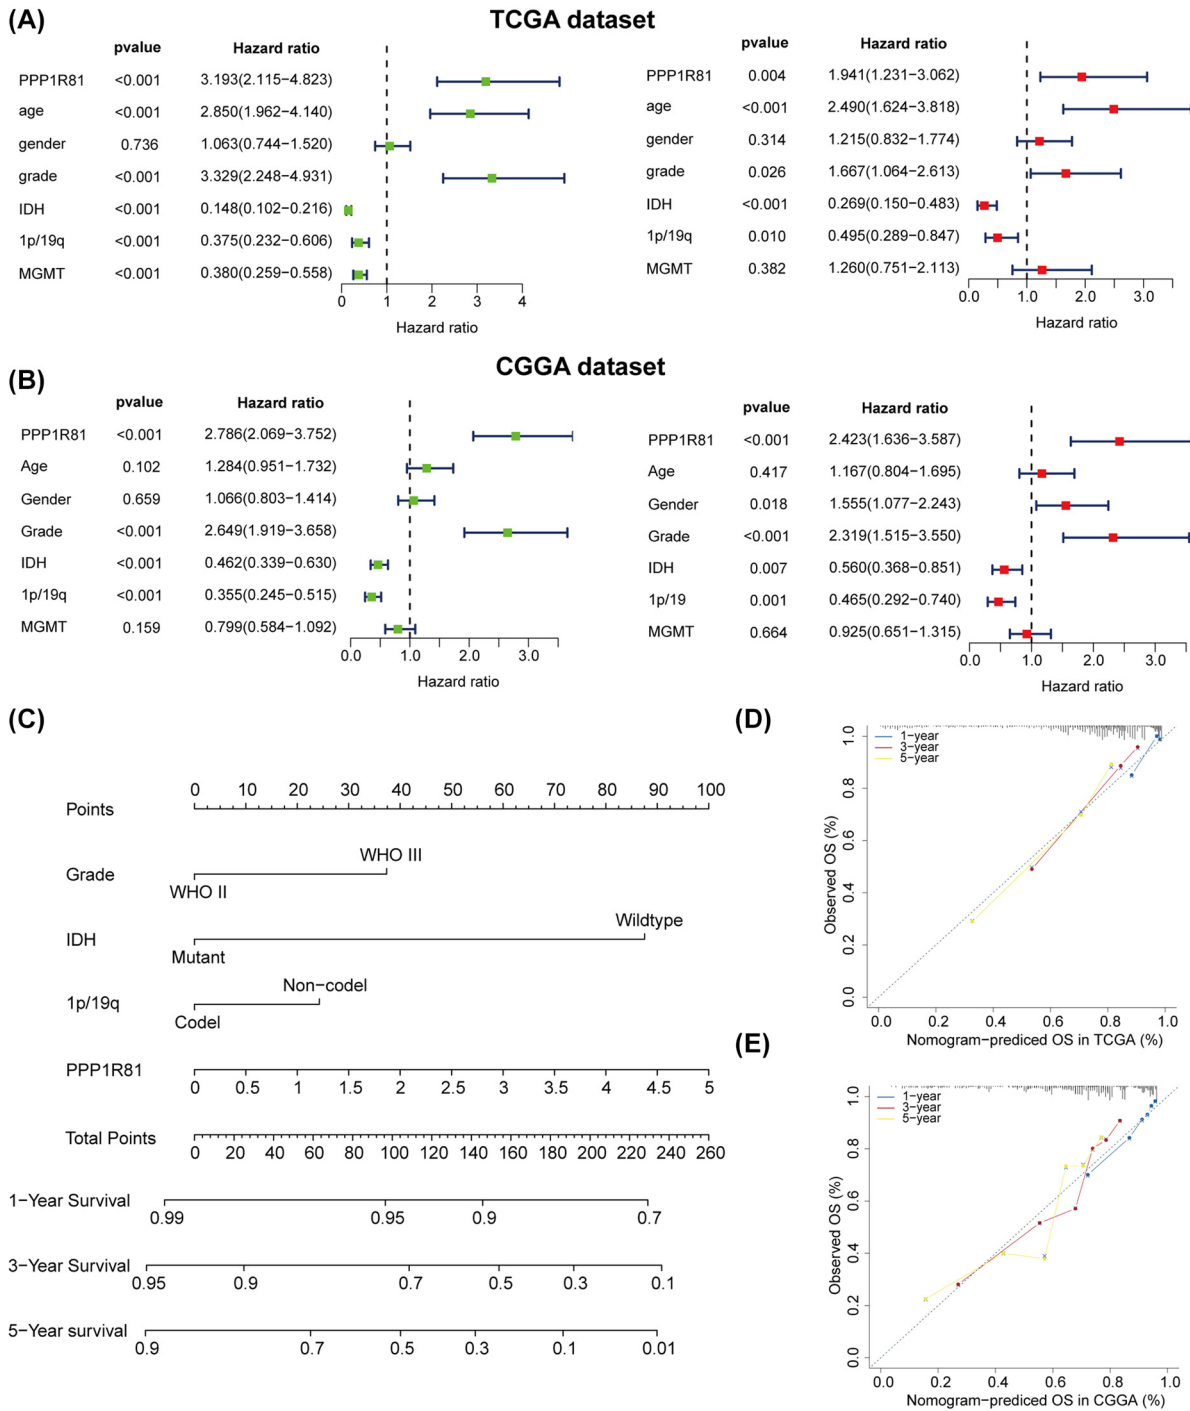 (A)
TCGA dataset
pvalue Hazard ratio
PPP1R81 <0.001 3.193(2.115−4.823)
age <0.001 2.850(1.962−4.140)
gender 0.736 1.063(0.744−1.520)
grade <0.001 3.329(2.248−4.931)
IDH <0.001 0.148(0.102−0.216)
1p/19q <0.001 0.375(0.232−0.606)
MGMT <0.001 0.380(0.259−0.558)
0 1 2 3 4
Hazard ratio
pvalue Hazard ratio
PPP1R81 0.004 1.941(1.231−3.062)
age <0.001 2.490(1.624−3.818)
gender 0.314 1.215(0.832−1.774)
grade 0.026 1.667(1.064−2.613)
IDH <0.001 0.269(0.150−0.483)
1p/19q 0.010 0.495(0.289−0.847)
MGMT 0.382 1.260(0.751−2.113)
0.0 1.0 2.0 3.0
Hazard ratio
(B)
CGGA dataset
pvalue Hazard ratio
PPP1R81 <0.001 2.786(2.069−3.752)
Age 0.102 1.284(0.951−1.732)
Gender 0.659 1.066(0.803−1.414)
Grade <0.001 2.649(1.919−3.658)
IDH <0.001 0.462(0.339−0.630)
1p/19q <0.001 0.355(0.245−0.515)
MGMT 0.159 0.799(0.584−1.092)
0.0 1.0 2.0 3.0
Hazard ratio
pvalue Hazard ratio
PPP1R81 <0.001 2.423(1.636−3.587)
Age 0.417 1.167(0.804−1.695)
Gender 0.018 1.555(1.077−2.243)
Grade <0.001 2.319(1.515−3.550)
IDH 0.007 0.560(0.368−0.851)
1p/19 0.001 0.465(0.292−0.740)
MGMT 0.664 0.925(0.651−1.315)
0.0 1.0 2.0 3.0
Hazard ratio
(C)
Points 0 10 20 30 40 50 60 70 80 90 100
Grade
WHO III
WHO II
IDH
Wildtype
Mutant
1p/19q
Non-codel
Codel
PPP1R81
0 0.5 1 1.5 2 2.5 3 3.5 4 4.5 5
Total Points
0 20 40 60 80 100 120 140 160 180 200 220 240 260
1−Year Survival
0.99 0.95 0.9 0.7
3−Year Survival
0.95 0.9 0.7 0.5 0.3 0.1
5−Year survival
0.9 0.7 0.5 0.3 0.1 0.01
(D)
1-year
3-year
5-year
Observed OS (%)
1.0
0.8
0.6
0.4
0.2
0.0
0.0 0.2 0.4 0.6 0.8 1.0
Nomogram−prediced OS in TCGA (%)
(E)
1-year
3-year
5-year
Observed OS (%)
1.0
0.8
0.6
0.4
0.2
0.0
0.0 0.2 0.4 0.6 0.8 1.0
Nomogram−prediced OS in CGGA (%)